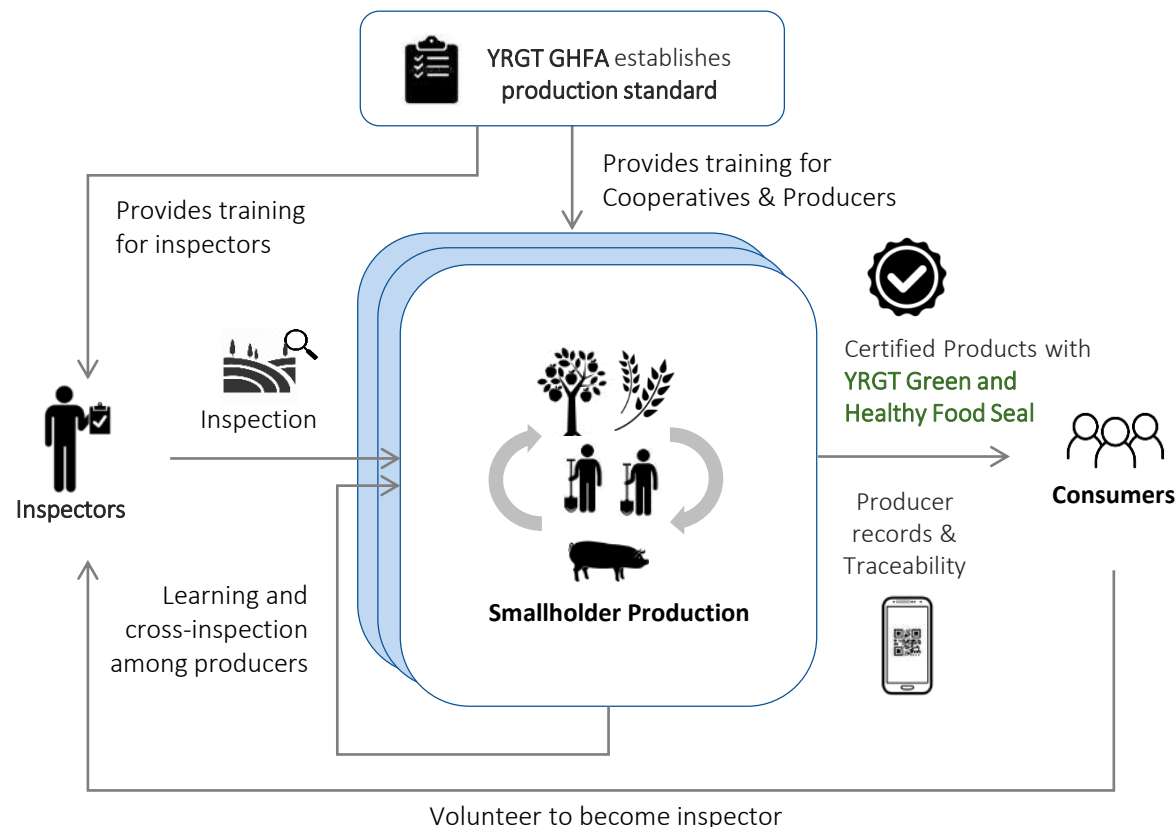 YRGT GHFA establishes
production standard
Provides training for
Cooperatives & Producers
Provides training
for inspectors
Inspection
Inspectors
Certified Products with
YRGT Green and
Healthy Food Seal
Consumers
Producer
records &
Traceability
Smallholder Production
Learning and
cross-inspection
among producers
Volunteer to become inspector